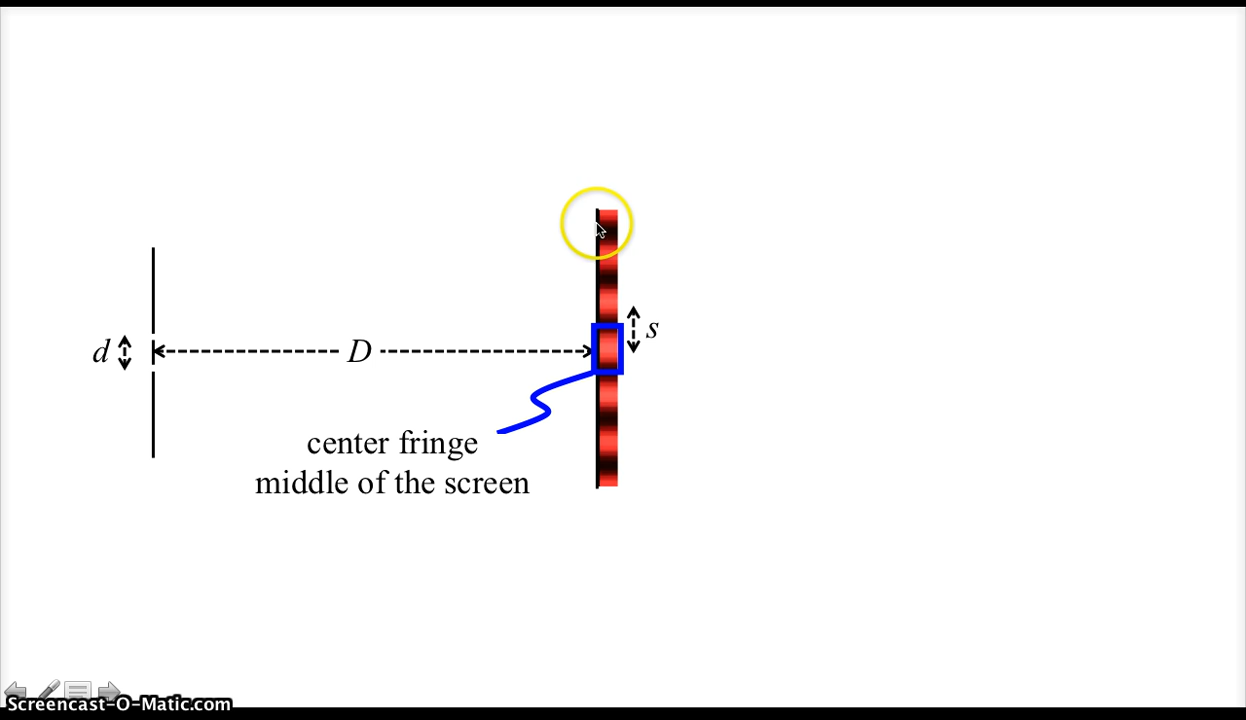 d
D
s
center fringe
middle of the screen
Screencast-O-Matic.com